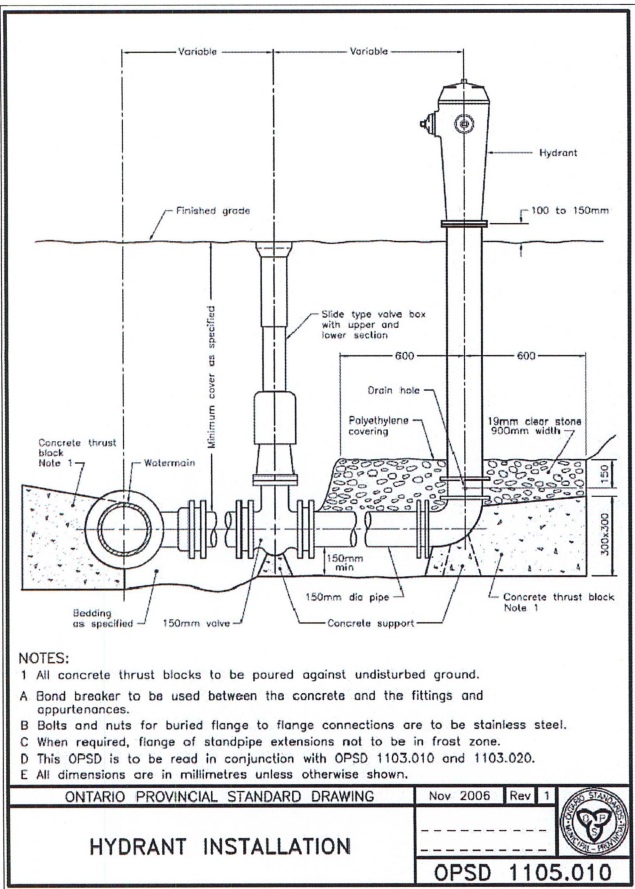 Variable
Variable
Hydrant
Finished grade
100 to 150mm
Slide type valve box
with upper and
lower section
Minimum cover as specified
600
600
Drain hole
Polyethylene
covering
19mm clear stone
900mm width
Concrete thrust
block
Note 1
Watermain
150
300x300
150mm
min
150mm dia pipe
Concrete thrust block
Note 1
Bedding
as specified
150mm valve
Concrete support
NOTES:
1 All concrete thrust blocks to be poured against undisturbed ground.
A Bond breaker to be used between the concrete and the fittings and
appurtenances.
B Bolts and nuts for buried flange to flange connections are to be stainless steel.
C When required, flange of standpipe extensions not to be in frost zone.
D This OPSD is to be read in conjunction with OPSD 1103.010 and 1103.020.
E All dimensions are in millimetres unless otherwise shown.
ONTARIO PROVINCIAL STANDARD DRAWING
Nov 2006
Rev
1
HYDRANT INSTALLATION
ONTARIO STANDARDS
MUNICIPAL - PROVINCIAL
O P S
OPSD 1105.010